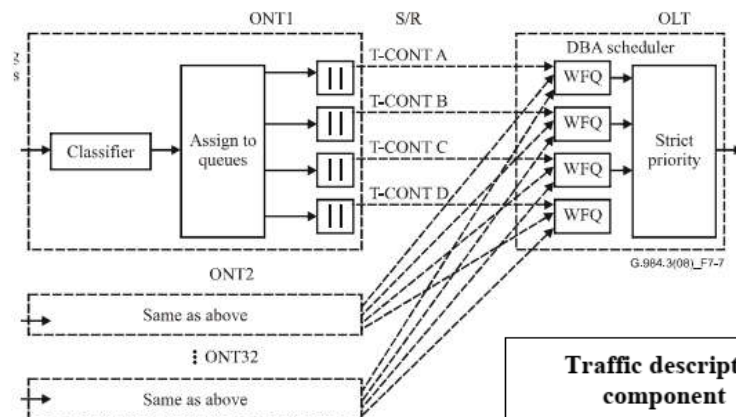 ONT1
S/R
OLT
T-CONT A
DBA scheduler
WFQ
T-CONT B
WFQ
Classifier
Assign to
queues
Strict
priority
T-CONT C
WFQ
T-CONT D
WFQ
G.984.3(08)_F7-7
ONT2
Same as above
⋮ ONT32
Same as above
Traffic descript
component